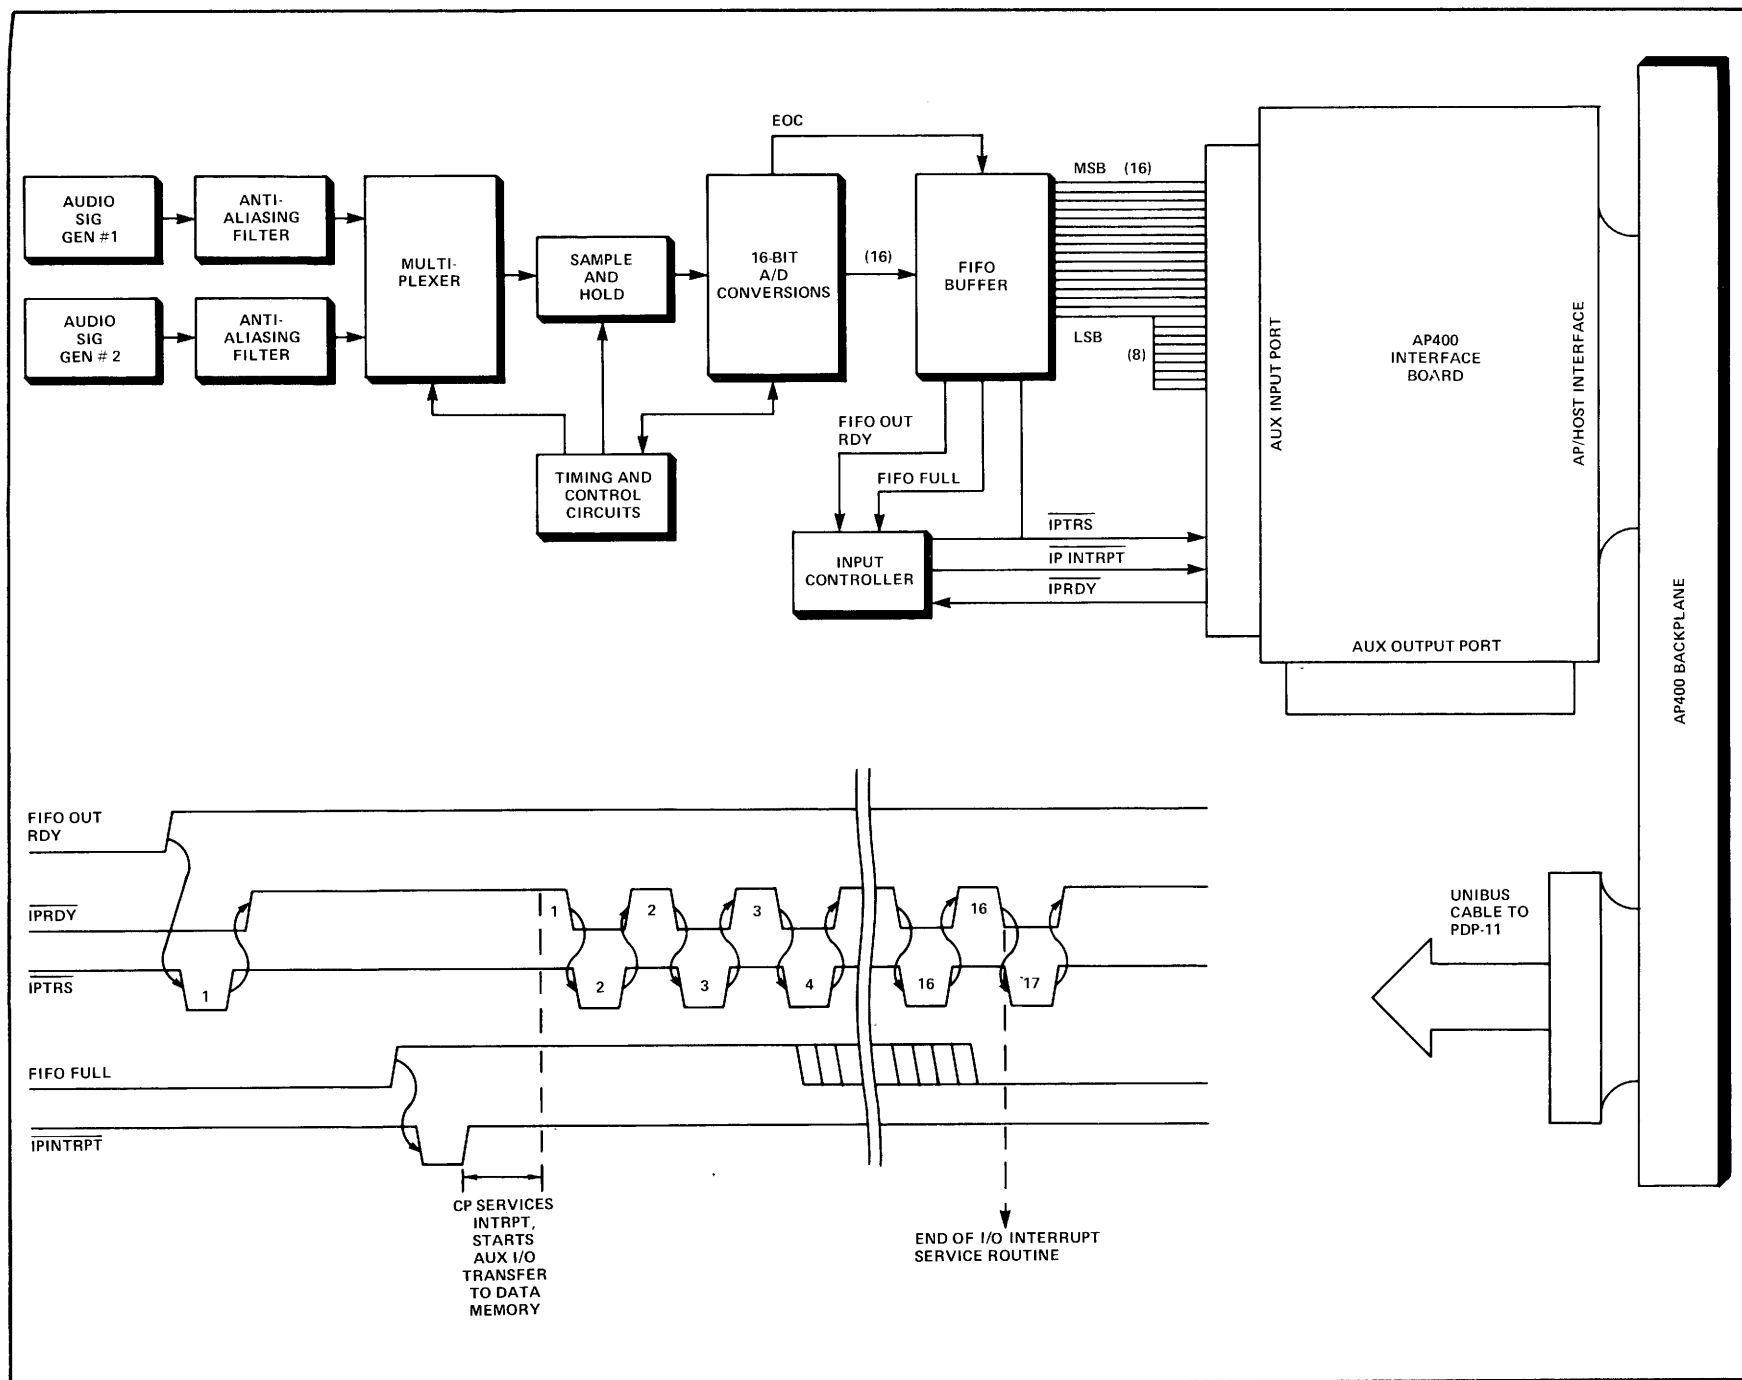 EOC
MSB (16)
AUDIO
SIG
GEN #1
ANTI-
ALIASING
FILTER
MULTI-
PLEXER
SAMPLE
AND
HOLD
16-BIT
A/D
CONVERSIONS
(16)
FIFO
BUFFER
LSB
(8)
AUX INPUT PORT
AP400
INTERFACE
BOARD
AP/HOST INTERFACE
AUDIO
SIG
GEN # 2
ANTI-
ALIASING
FILTER
TIMING AND
CONTROL
CIRCUITS
FIFO OUT
RDY
FIFO FULL
INPUT
CONTROLLER
IPTRS
IP INTRPT
IPRDY
AUX OUTPUT PORT
AP400 BACKPLANE
FIFO OUT
RDY
IPRDY
1
2
3
16
IPTRS
1
2
3
4
16
17
FIFO FULL
IPINTRPT
CP SERVICES
INTRPT,
STARTS
AUX I/O
TRANSFER
TO DATA
MEMORY
END OF I/O INTERRUPT
SERVICE ROUTINE
UNIBUS
CABLE TO
PDP-11